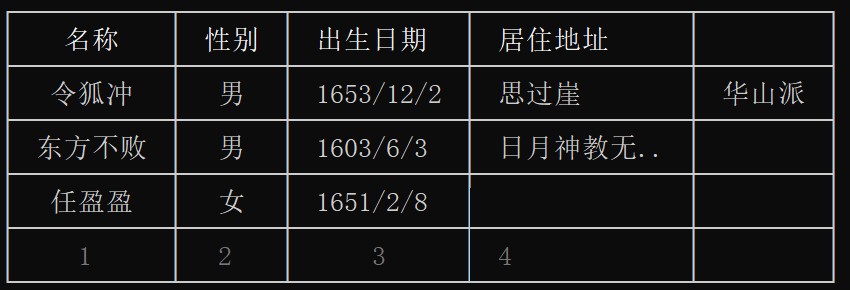 名称 性别 出生日期 居住地址
令狐冲 男 1653/12/2 思过崖 华山派
东方不败 男 1603/6/3 日月神教无..
任盈盈 女 1651/2/8
1 2 3 4